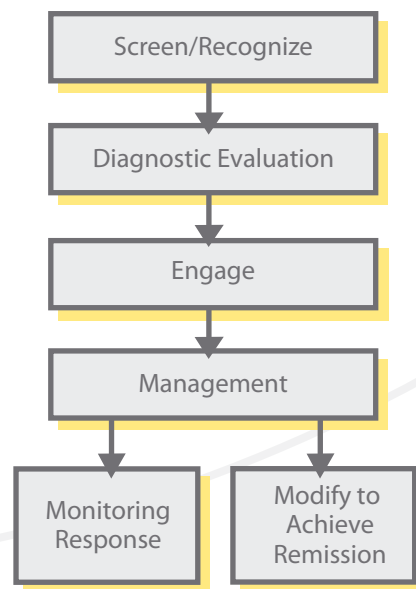 Screen/Recognize
Diagnostic Evaluation
Engage
Management
Monitoring
Response
Modify to
Achieve
Remission